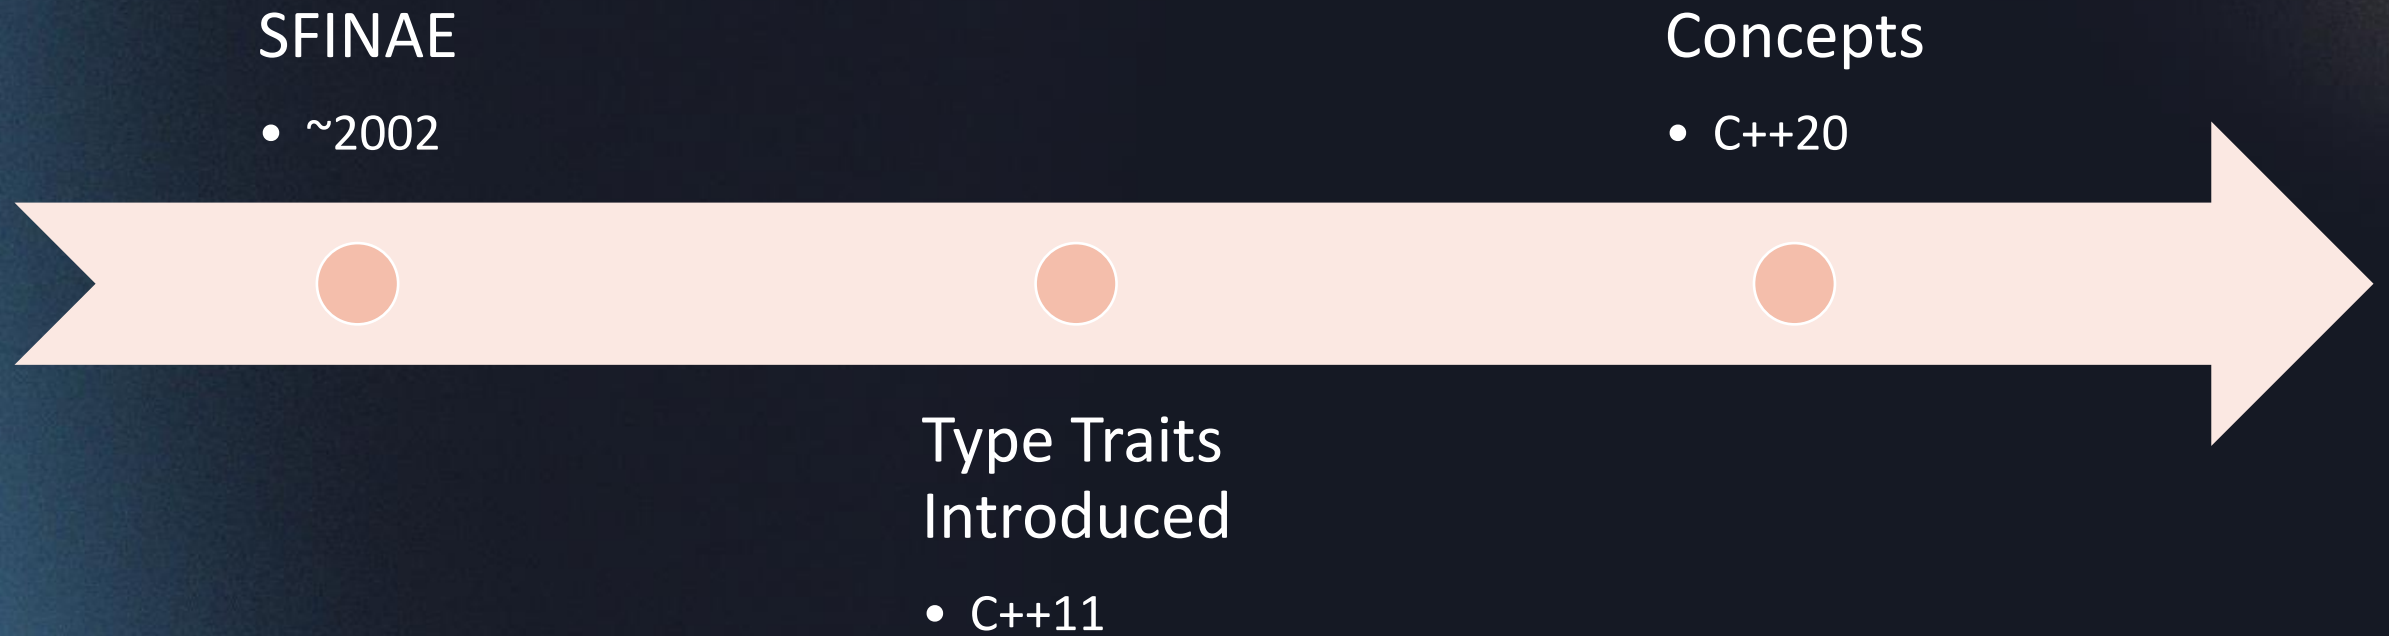 SFINAE
• ~2002
Type Traits
Introduced
• C++11
Concepts
• C++20